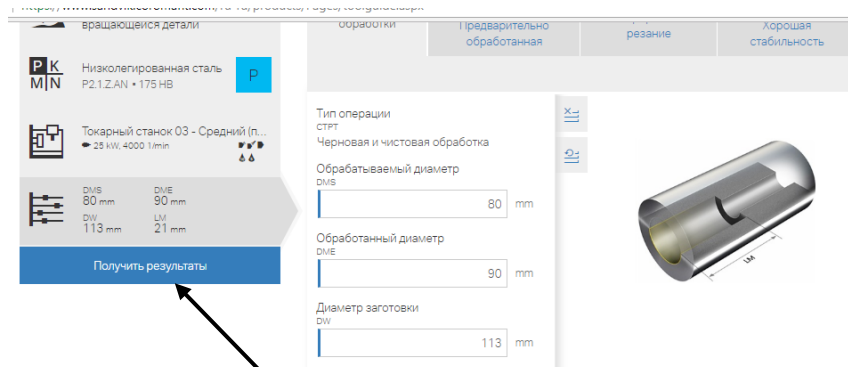 вращающейся детали
обработки
Предварительно
обработанная
резание
Хорошая
стабильность
P K
M N
Низколегированная сталь
P2.1.Z.AN • 175 HB
P
Токарный станок 03 - Средний (п...
25 kW, 4000 1/min
DMS
80 mm
DME
90 mm
DW
113 mm
LM
21 mm
Получить результаты
Тип операции
CTPT
Черновая и чистовая обработка
Обрабатываемый диаметр
DMS
80 mm
Обработанный диаметр
DME
90 mm
Диаметр заготовки
DW
113 mm
LM